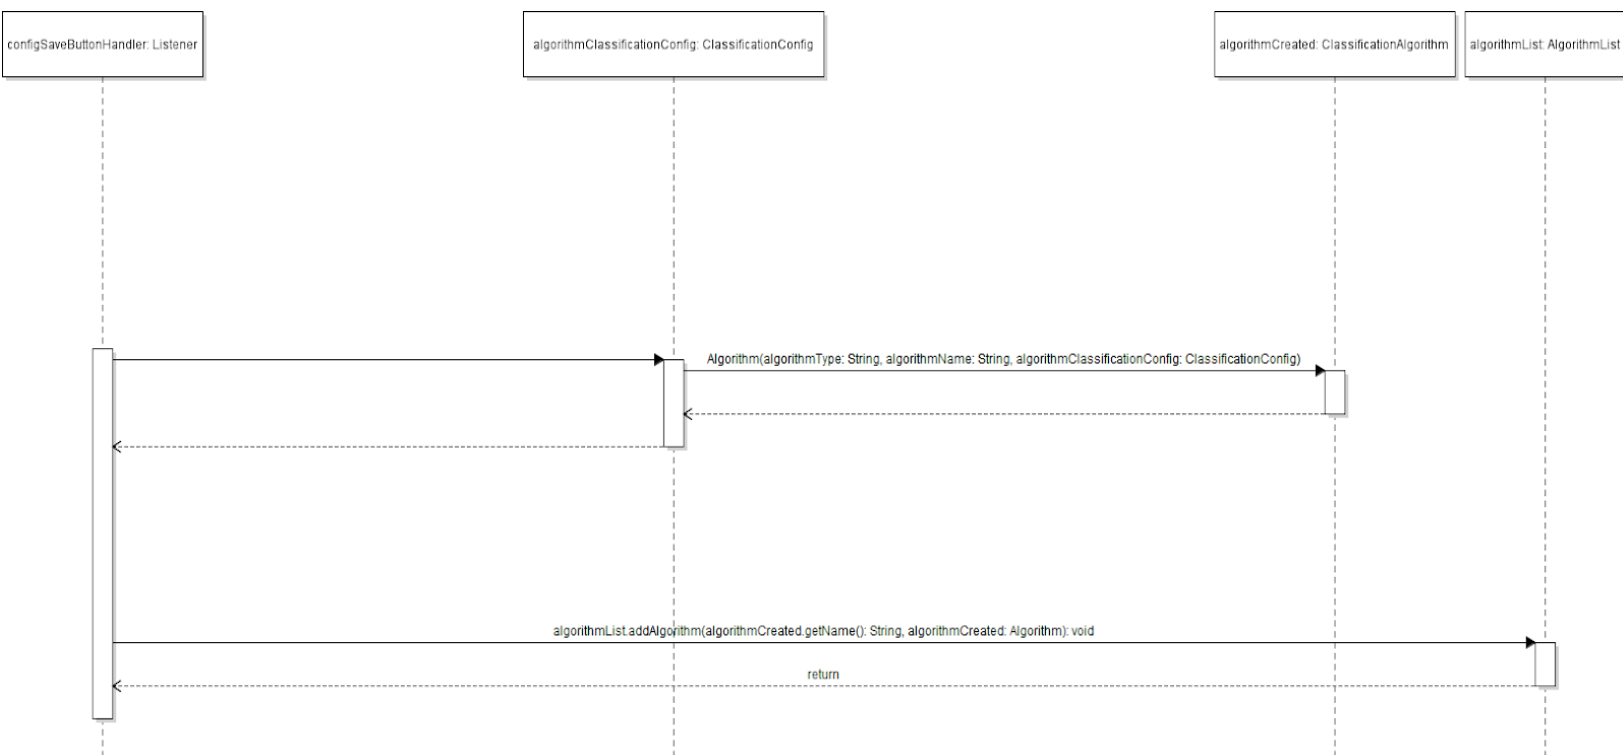 configSaveButtonHandler: Listener
algorithmClassificationConfig: ClassificationConfig
algorithmCreated: ClassificationAlgorithm
algorithmList: AlgorithmList
Algorithm(algorithmType: String, algorithmName: String, algorithmClassificationConfig: ClassificationConfig)
algorithmList.addAlgorithm(algorithmCreated.getName(): String, algorithmCreated: Algorithm): void
return